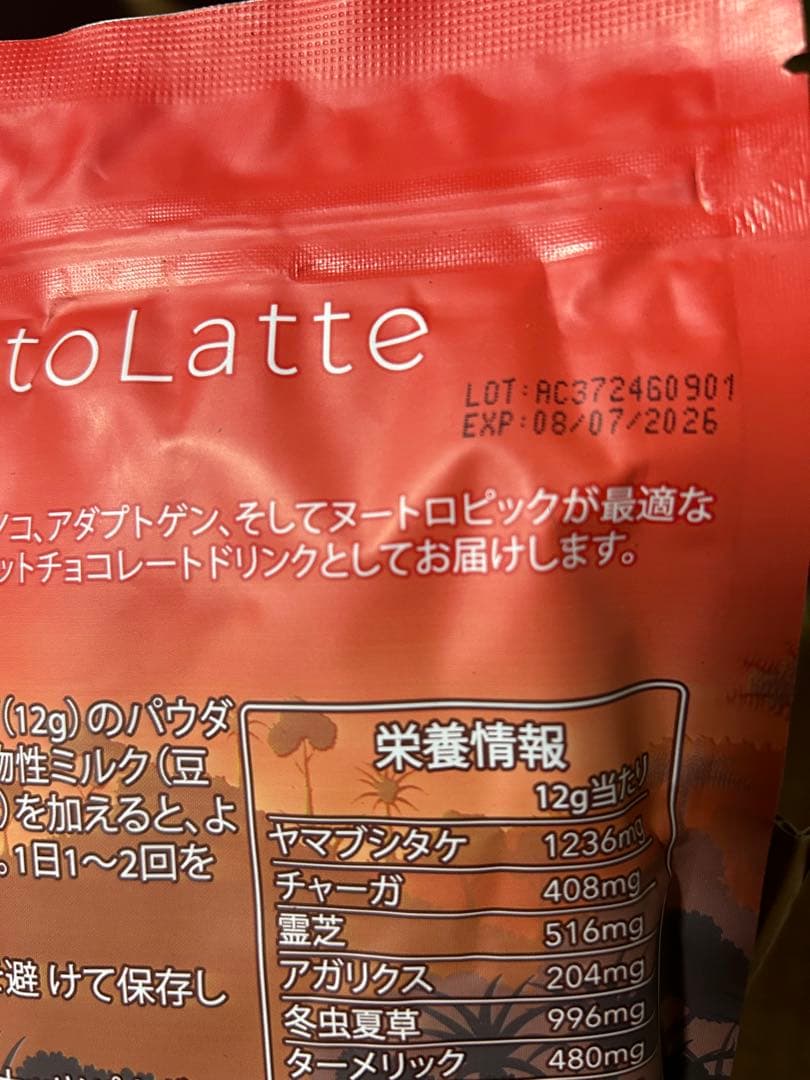 toLatte
LOT:AC372460901
EXP:08/07/2026
コ、アダプトゲン、そしてヌートロピックが最適な
ットチョコレートドリンクとしてお届けします。
(12g)のパウダ
物性ミルク(豆
)を加えると、よ
。1日1~2回を
避けて保存し
栄養情報
12g当たり
ヤマブシタケ 1236mg
チャーガ 408mg
霊芝 516mg
アガリクス 204mg
冬虫夏草 996mg
ターメリック 480mg